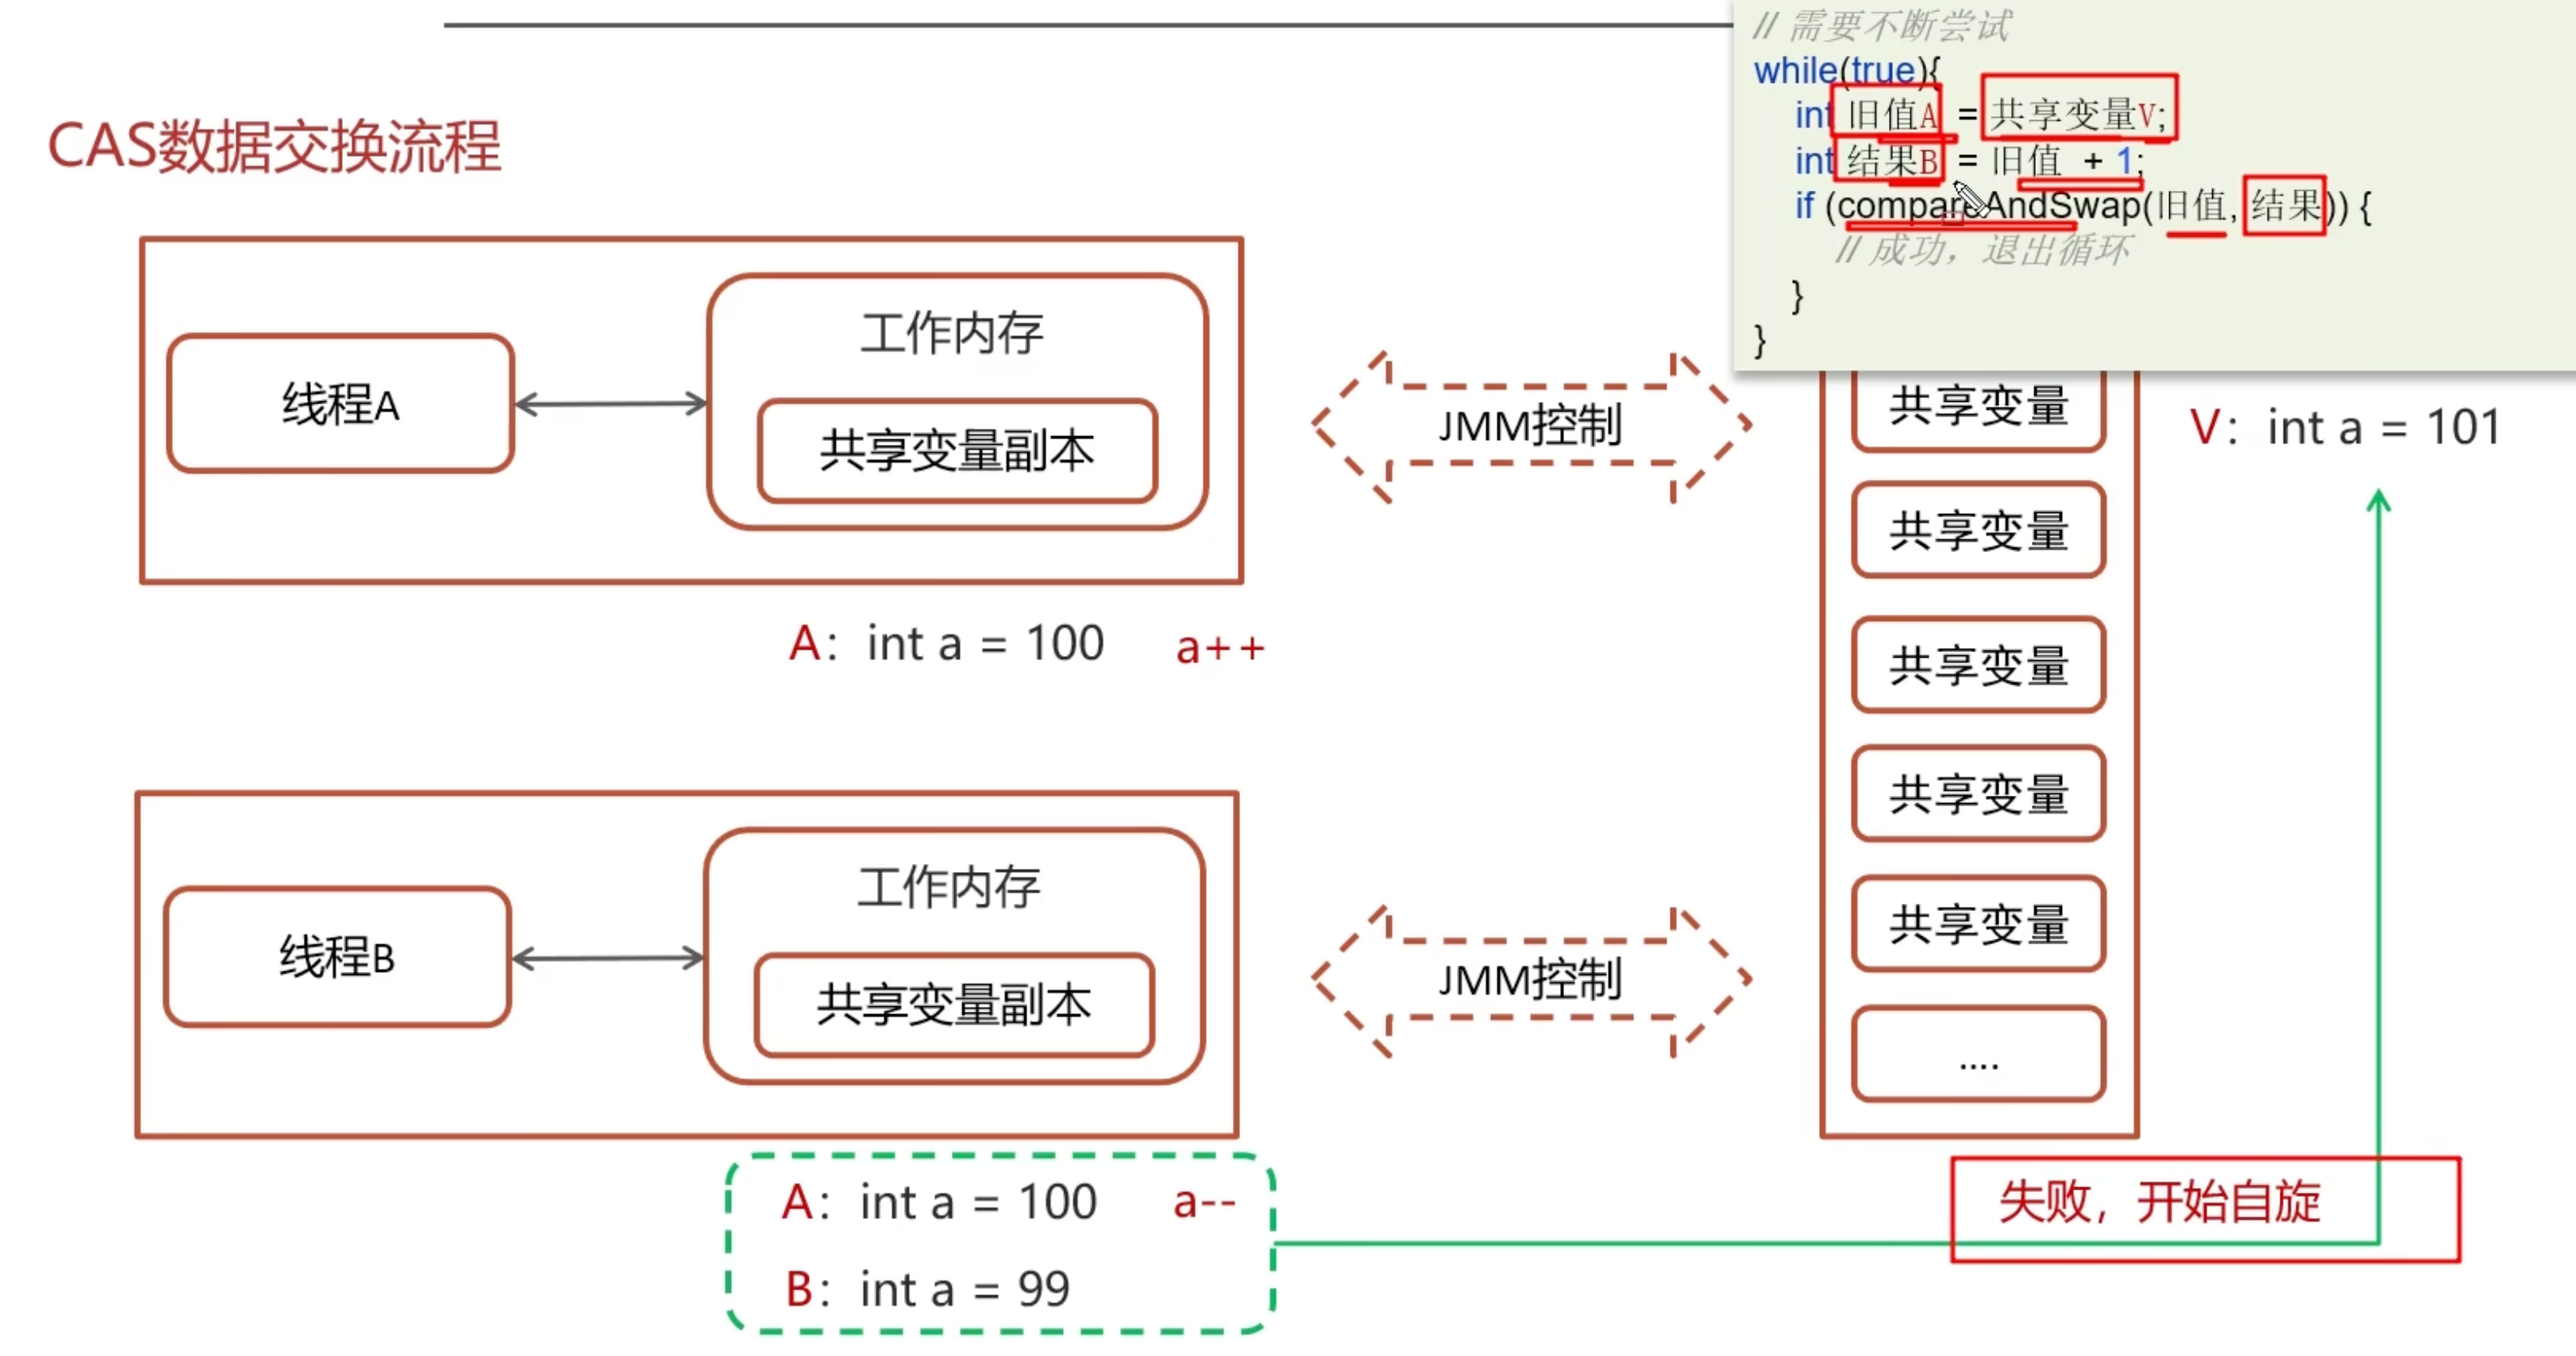 // 需要不断尝试
while(true){
int 旧值A = 共享变量V;
int 结果B = 旧值 + 1;
if (compareAndSwap(旧值, 结果)) {
// 成功，退出循环
}
}
CAS数据交换流程
线程A
工作内存
共享变量副本
JMM控制
A： int a = 100 a++
线程B
工作内存
共享变量副本
JMM控制
A： int a = 100 a--
B： int a = 99
共享变量
共享变量
共享变量
共享变量
共享变量
....
V： int a = 101
失败，开始自旋